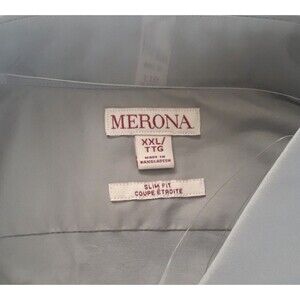 MERONA
XXL/
TTG
MADE IN
BANGLADESH
SLIM FIT
COUPE ÉTROITE